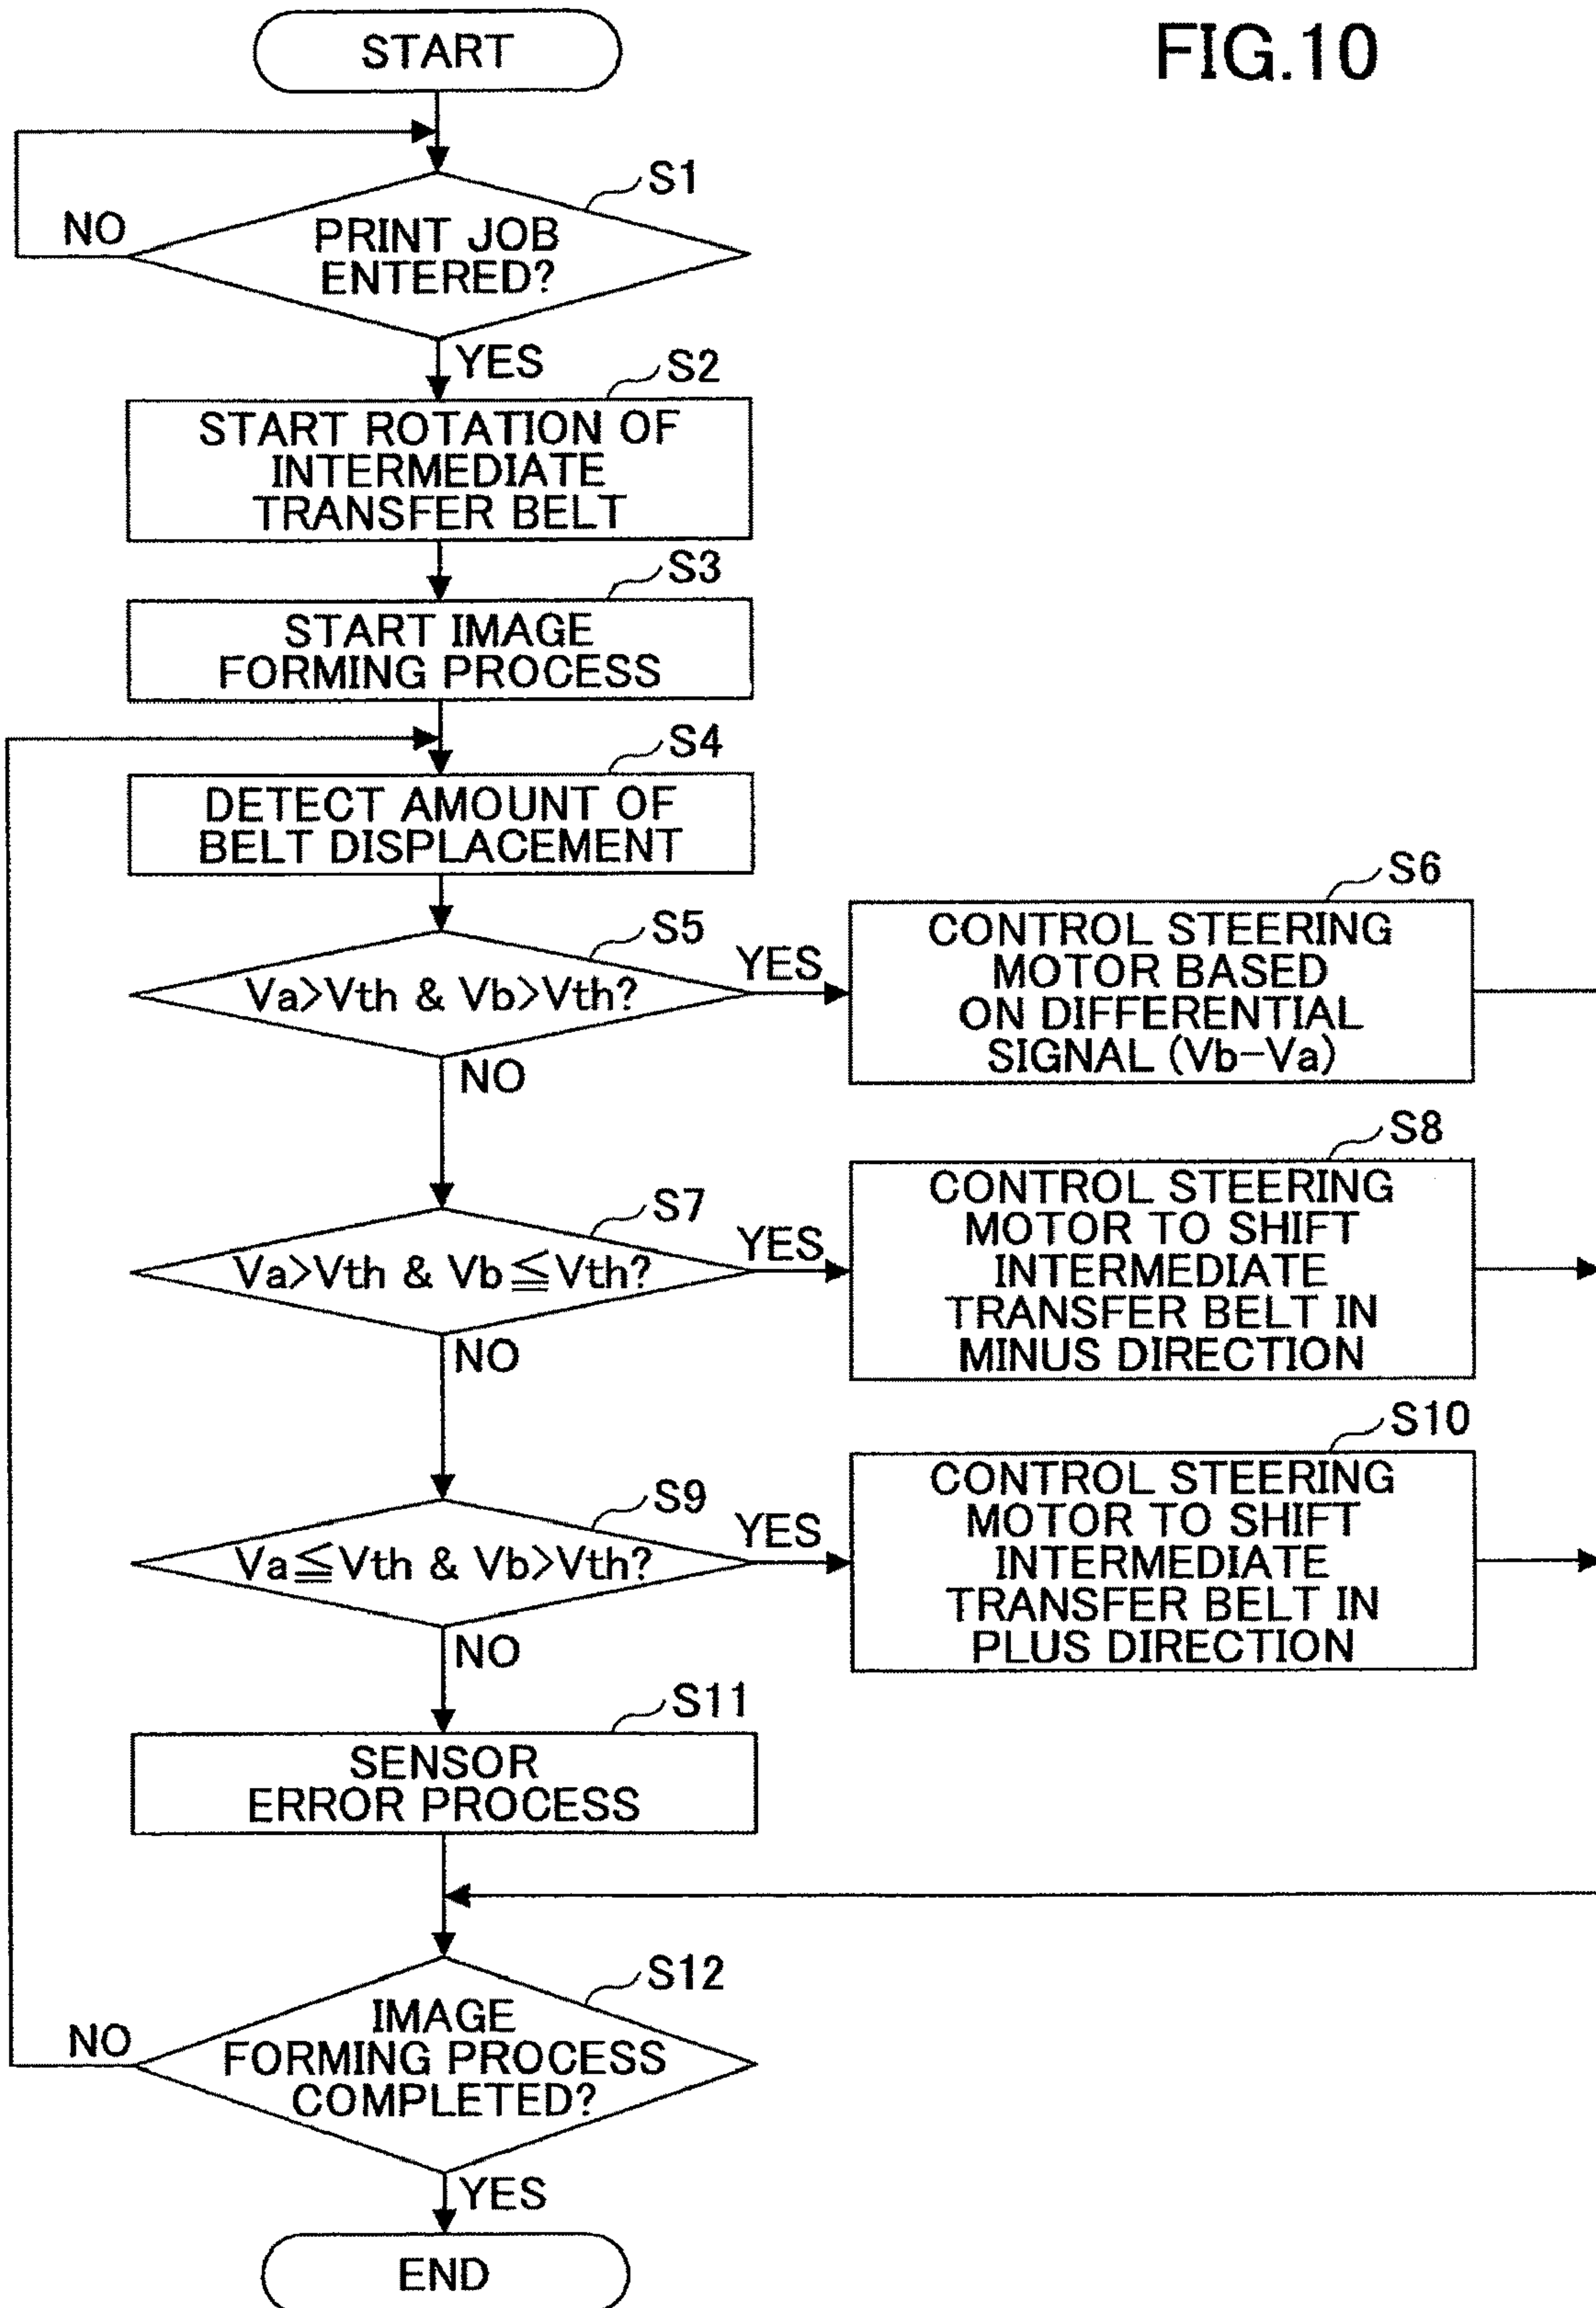 FIG.10
START
S1
NO
PRINT JOB
ENTERED?
YES
S2
START ROTATION OF
INTERMEDIATE
TRANSFER BELT
S3
START IMAGE
FORMING PROCESS
S4
DETECT AMOUNT OF
BELT DISPLACEMENT
S5
Va>Vth & Vb>Vth?
YES
S6
CONTROL STEERING
MOTOR BASED
ON DIFFERENTIAL
SIGNAL (Vb-Va)
NO
S7
Va>Vth & Vb≦Vth?
YES
S8
CONTROL STEERING
MOTOR TO SHIFT
INTERMEDIATE
TRANSFER BELT IN
MINUS DIRECTION
NO
S9
Va≦Vth & Vb>Vth?
YES
S10
CONTROL STEERING
MOTOR TO SHIFT
INTERMEDIATE
TRANSFER BELT IN
PLUS DIRECTION
NO
S11
SENSOR
ERROR PROCESS
S12
NO
IMAGE
FORMING PROCESS
COMPLETED?
YES
END